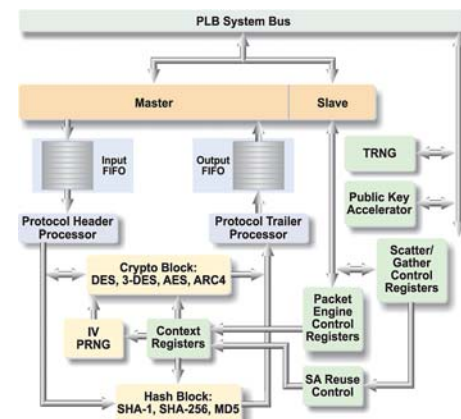 PLB System Bus
Master
Slave
Input
FIFO
Output
FIFO
TRNG
Public Key
Accelerator
Protocol Header
Processor
Protocol Trailer
Processor
Crypto Block:
DES, 3-DES, AES, ARC4
Scatter/
Gather
Control
Registers
IV
PRNG
Context
Registers
Packet
Engine
Control
Registers
SA Reuse
Control
Hash Block:
SHA-1, SHA-256, MD5